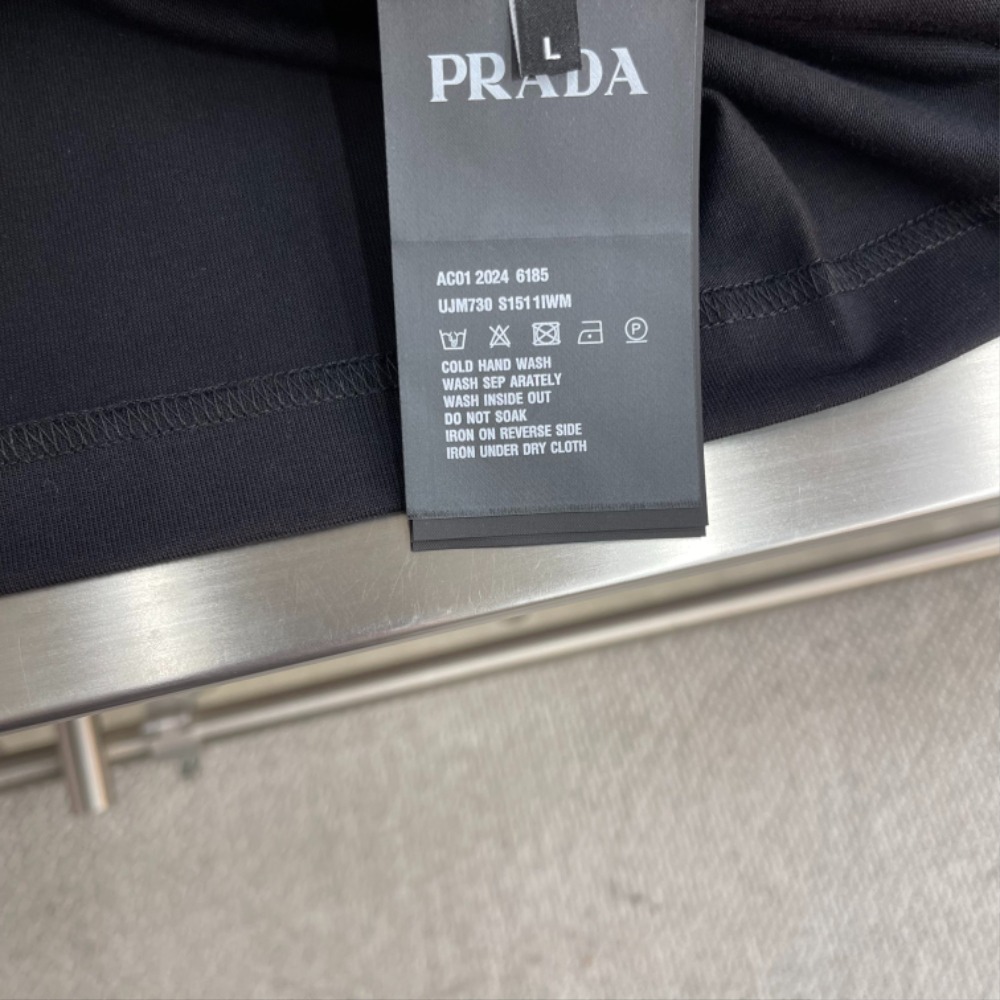 L
PRADA
AC01 2024 6185
UJM730 S1511IWM
P
COLD HAND WASH
WASH SEP ARATELY
WASH INSIDE OUT
DO NOT SOAK
IRON ON REVERSE SIDE
IRON UNDER DRY CLOTH